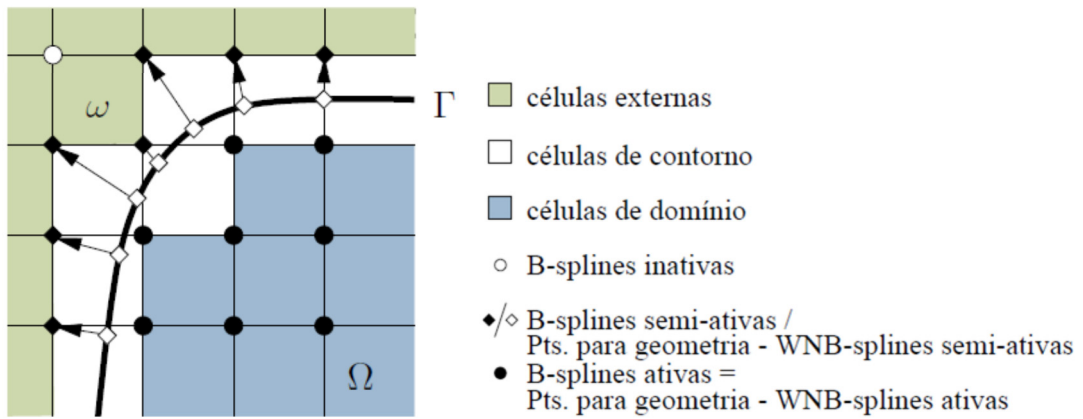 ω
Γ
Ω
células externas
células de contorno
células de domínio
B-splines inativas
B-splines semi-ativas /
Pts. para geometria - WNB-splines semi-ativas
B-splines ativas =
Pts. para geometria - WNB-splines ativas